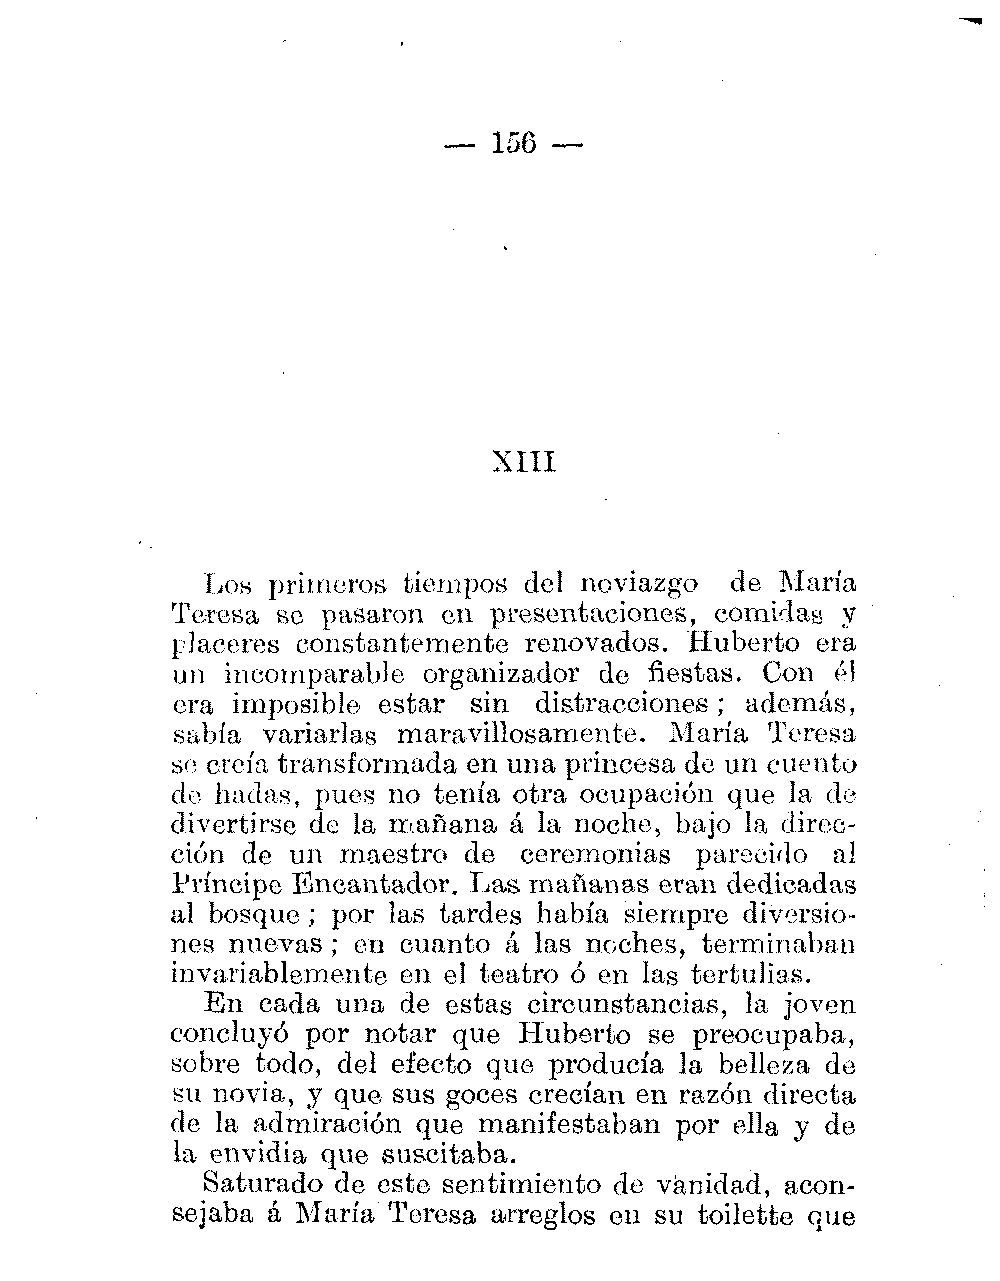 — 156 —
XIII
Los primeros tiempos del noviazgo de María
Teresa se pasaron en presentaciones, comidas y
placeres constantemente renovados. Huberto era
un incomparable organizador de fiestas. Con él
era imposible estar sin distracciones ; además,
sabía variarlas maravillosamente. María Teresa
se creía transformada en una princesa de un cuento
de hadas, pues no tenía otra ocupación que la de
divertirse de la mañana á la noche, bajo la direc-
ción de un maestro de ceremonias parecido al
Príncipe Encantador. Las mañanas eran dedicadas
al bosque ; por las tardes había siempre diversio-
nes nuevas ; en cuanto á las noches, terminaban
invariablemente en el teatro ó en las tertulias.
En cada una de estas circunstancias, la joven
concluyó por notar que Huberto se preocupaba,
sobre todo, del efecto que producía la belleza de
su novia, y que sus goces crecían en razón directa
de la admiración que manifestaban por ella y de
la envidia que suscitaba.
Saturado de este sentimiento de vanidad, acon-
sejaba á María Teresa arreglos en su toilette que